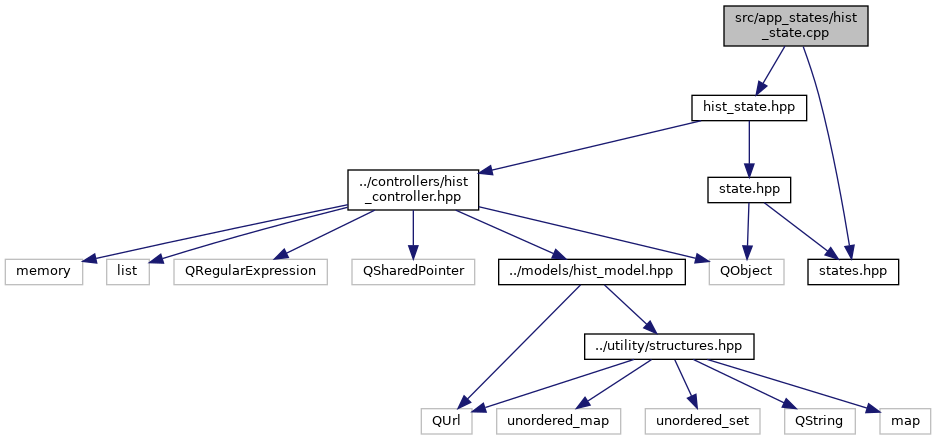 src/app_states/hist
_state.cpp
hist_state.hpp
../controllers/hist
_controller.hpp
state.hpp
memory
list
QRegularExpression
QSharedPointer
../models/hist_model.hpp
QObject
states.hpp
../utility/structures.hpp
QUrl
unordered_map
unordered_set
QString
map